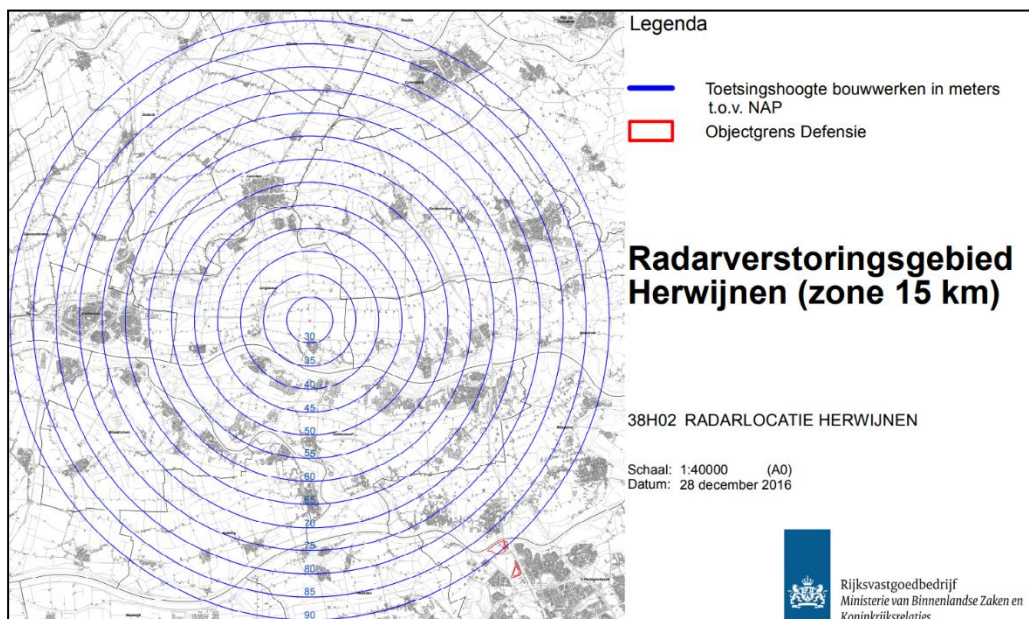 Legenda
Toetsingshoogte bouwwerken in meters
t.o.v. NAP
Objectgrens Defensie
Radarverstoringsgebied
Herwijnen (zone 15 km)
38H02 RADARLOCATIE HERWIJNEN
Schaal: 1:40000 (A0)
Datum: 28 december 2016
Rijksvastgoedbedrijf
Ministerie van Binnenlandse Zaken en
Koninkrijksrelaties
30
35
40
45
50
55
60
65
70
75
80
85
90